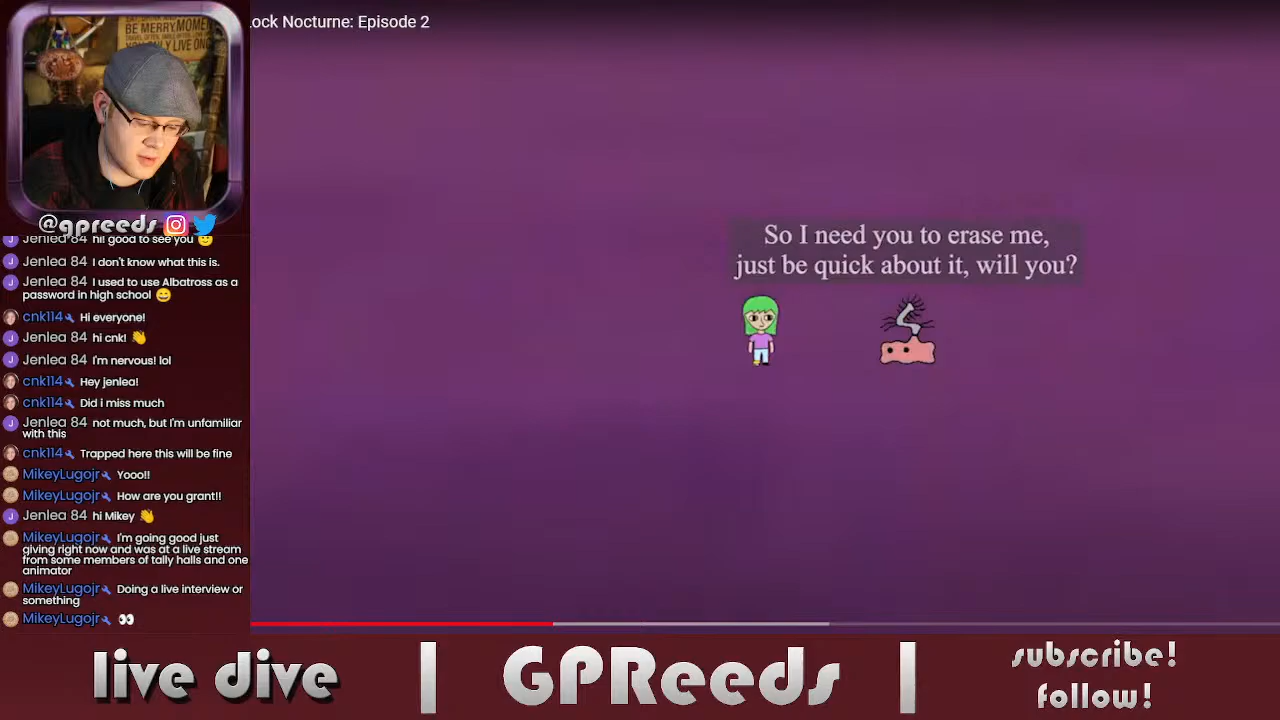 BE MERRY MOMEN
YOU ONLY LIVE ONC
Lock Nocturne: Episode 2
@gpreeds
Jenlea 84 hi! good to see you 🙂
Jenlea 84 I don't know what this is.
Jenlea 84 I used to use Albatross as a
password in high school 😄
cnk114 Hi everyone!
Jenlea 84 hi cnk! 👋
Jenlea 84 I'm nervous! lol
cnk114 Hey jenlea!
cnk114 Did i miss much
Jenlea 84 not much, but I'm unfamiliar
with this
cnk114 Trapped here this will be fine
MikeyLugojr Yooo!!
MikeyLugojr How are you grant!!
Jenlea 84 hi Mikey 👋
MikeyLugojr I'm going good just
giving right now and was at a live stream
from some members of tally halls and one
animator
MikeyLugojr Doing a live interview or
something
MikeyLugojr 👀
So I need you to erase me,
just be quick about it, will you?
live dive | GPReeds | subscribe!
follow!